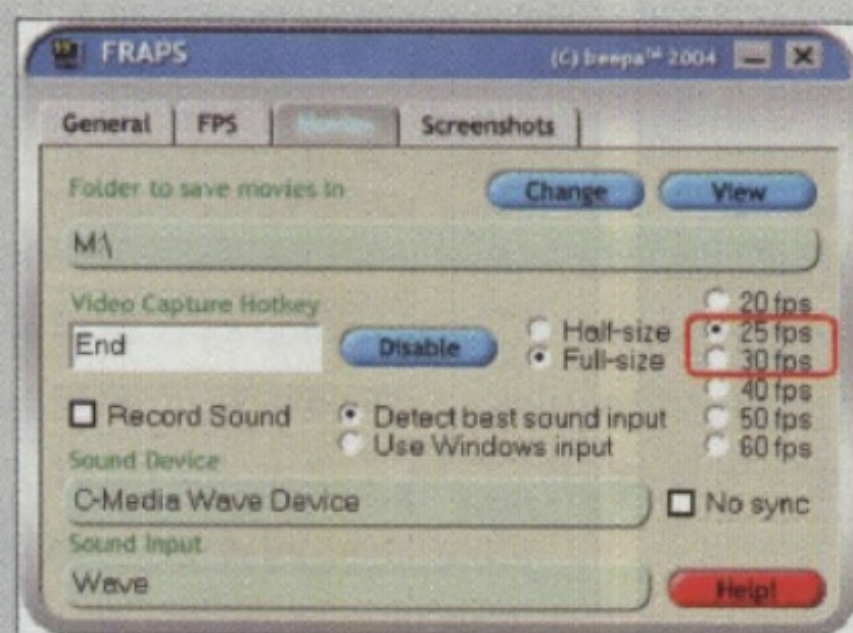 FRAPS (C) beepa™ 2004
General FPS Movies Screenshots
Folder to save movies in Change View
M:\
Video Capture Hotkey
End Disable
Half-size
Full-size
20 fps
25 fps
30 fps
40 fps
50 fps
60 fps
Record Sound
Detect best sound input
Use Windows input
Sound Device
C-Media Wave Device No sync
Sound Input
Wave Help!